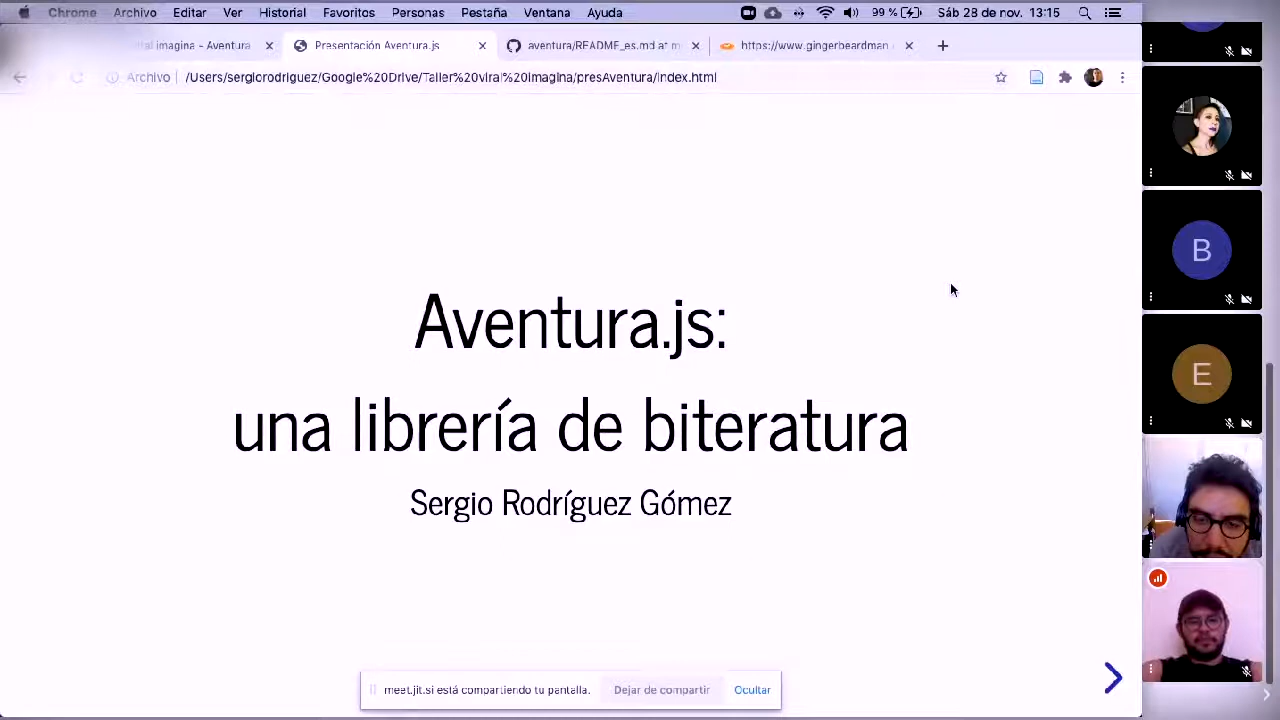 Chrome Archivo Editar Ver Historial Favoritos Personas Pestaña Ventana Ayuda 99 % Sáb 28 de nov. 13:15
tal imagina - Aventura Presentación Aventura.js aventura/README_es.md at m https://www.gingerbeardman
Archivo /Users/sergiorodriguez/Google%20Drive/Taller%20viral%20imagina/presAventura/index.html
Aventura.js:
una librería de biteratura
Sergio Rodríguez Gómez
meet.jit.si está compartiendo tu pantalla. Dejar de compartir Ocultar
B
E